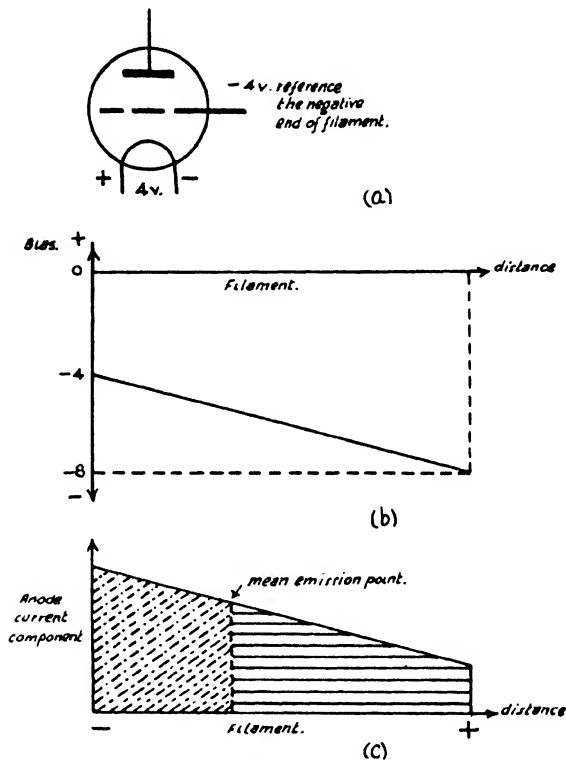 – 4v. reference
the negative
end of filament.
+ 4v. –
(a)
Bias. +
0
distance
Filament.
–4
–8
–
(b)
mean emission point.
Anode
current
component
distance
– Filament. +
(c)